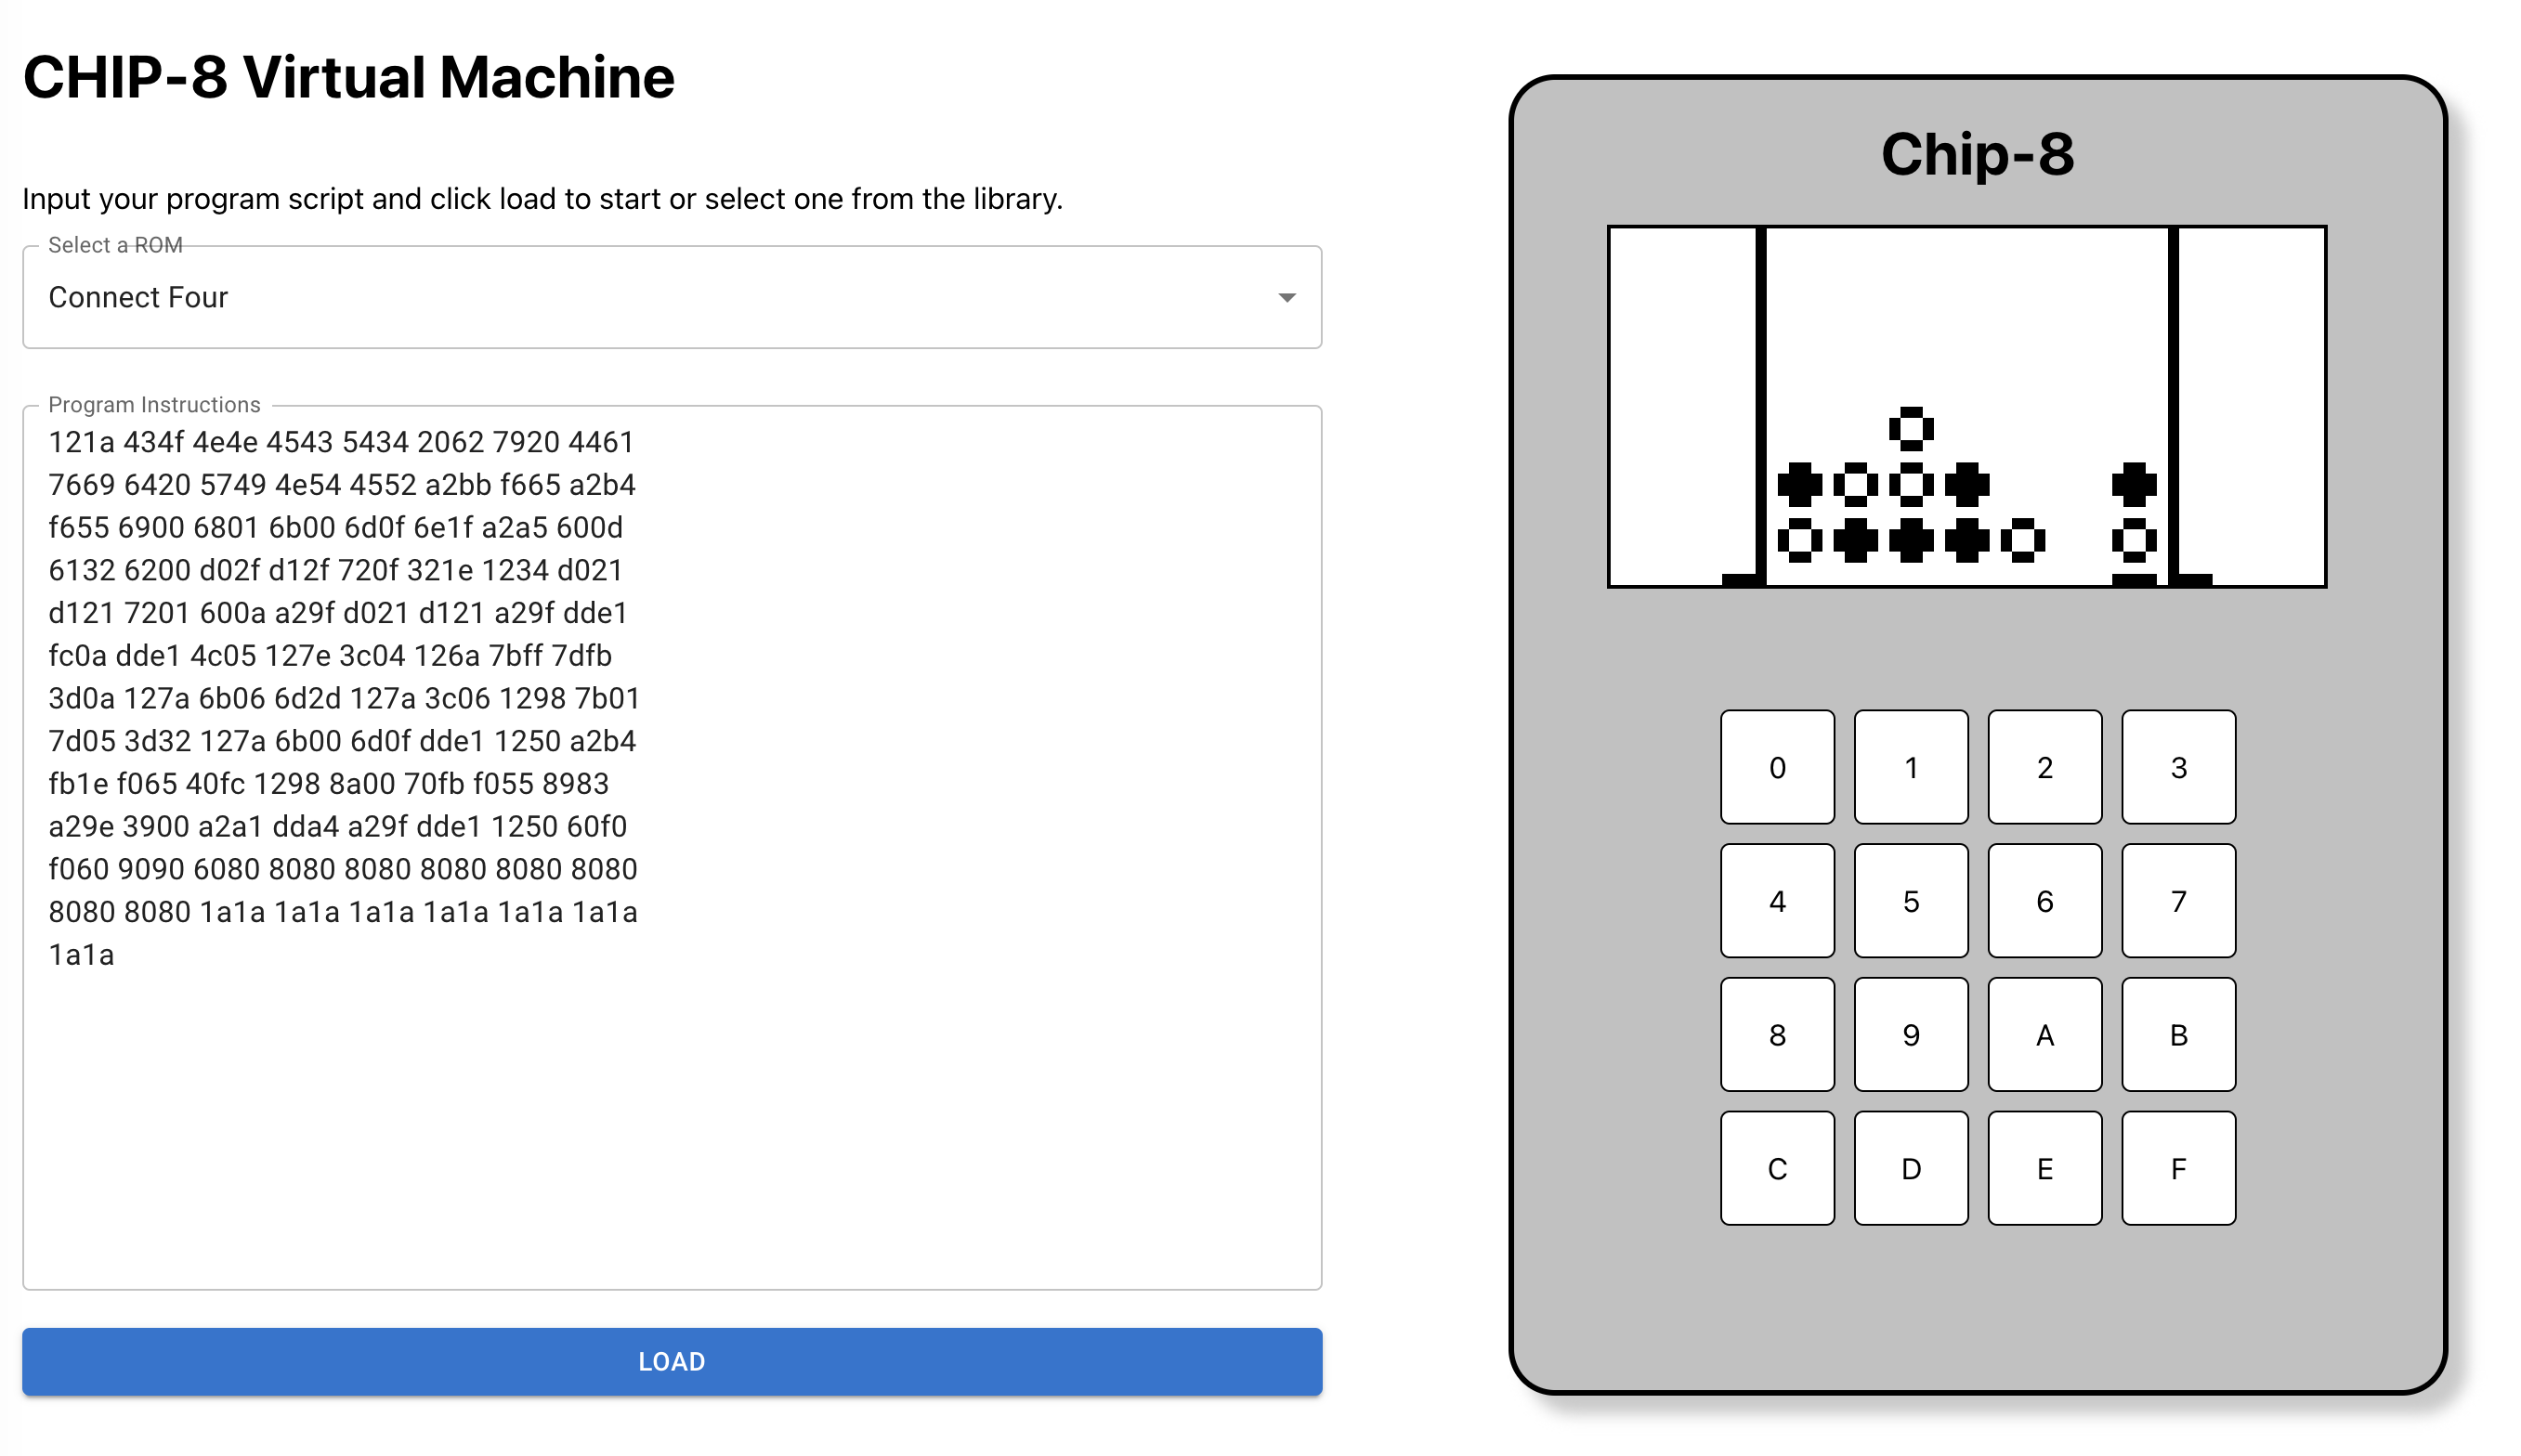 CHIP-8 Virtual Machine
Input your program script and click load to start or select one from the library.
Select a ROM
Connect Four
Program Instructions
121a 434f 4e4e 4543 5434 2062 7920 4461
7669 6420 5749 4e54 4552 a2bb f665 a2b4
f655 6900 6801 6b00 6d0f 6e1f a2a5 600d
6132 6200 d02f d12f 720f 321e 1234 d021
d121 7201 600a a29f d021 d121 a29f dde1
fc0a dde1 4c05 127e 3c04 126a 7bff 7dfb
3d0a 127a 6b06 6d2d 127a 3c06 1298 7b01
7d05 3d32 127a 6b00 6d0f dde1 1250 a2b4
fb1e f065 40fc 1298 8a00 70fb f055 8983
a29e 3900 a2a1 dda4 a29f dde1 1250 60f0
f060 9090 6080 8080 8080 8080 8080 8080
8080 8080 1a1a 1a1a 1a1a 1a1a 1a1a 1a1a
1a1a
LOAD
Chip-8
0 1 2 3
4 5 6 7
8 9 A B
C D E F